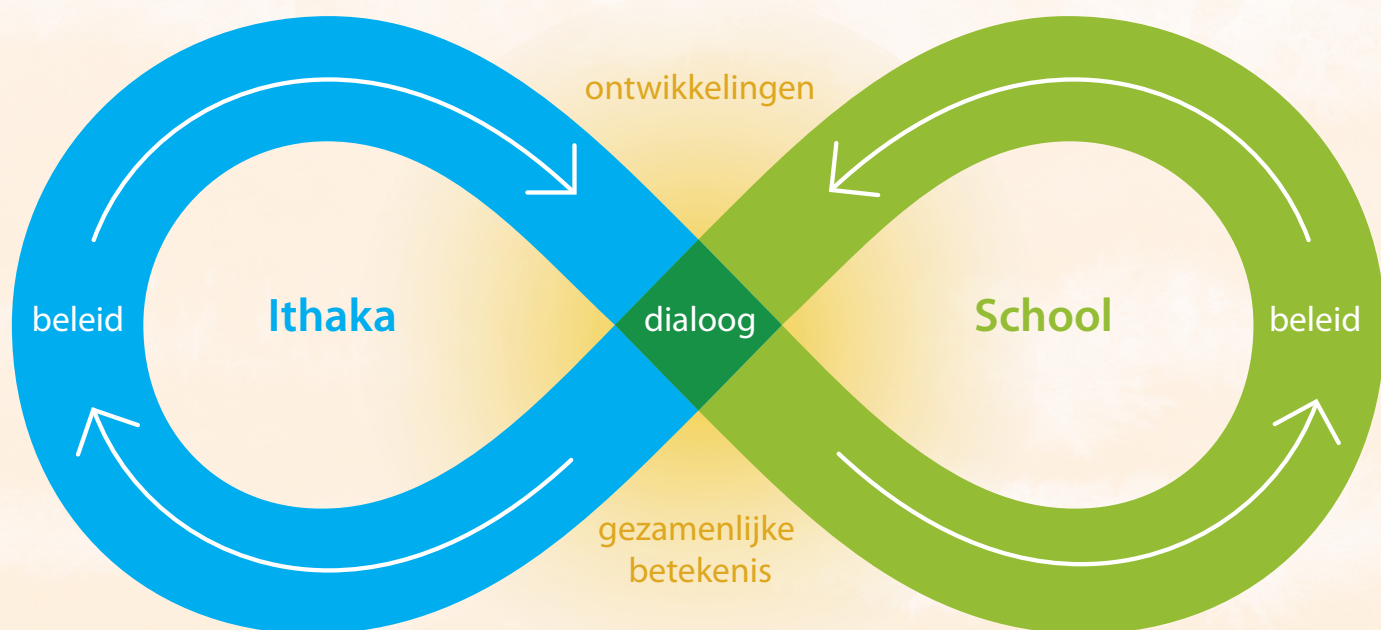 ontwikkelingen
beleid
Ithaka
dialoog
School
beleid
gezamenlijke
betekenis